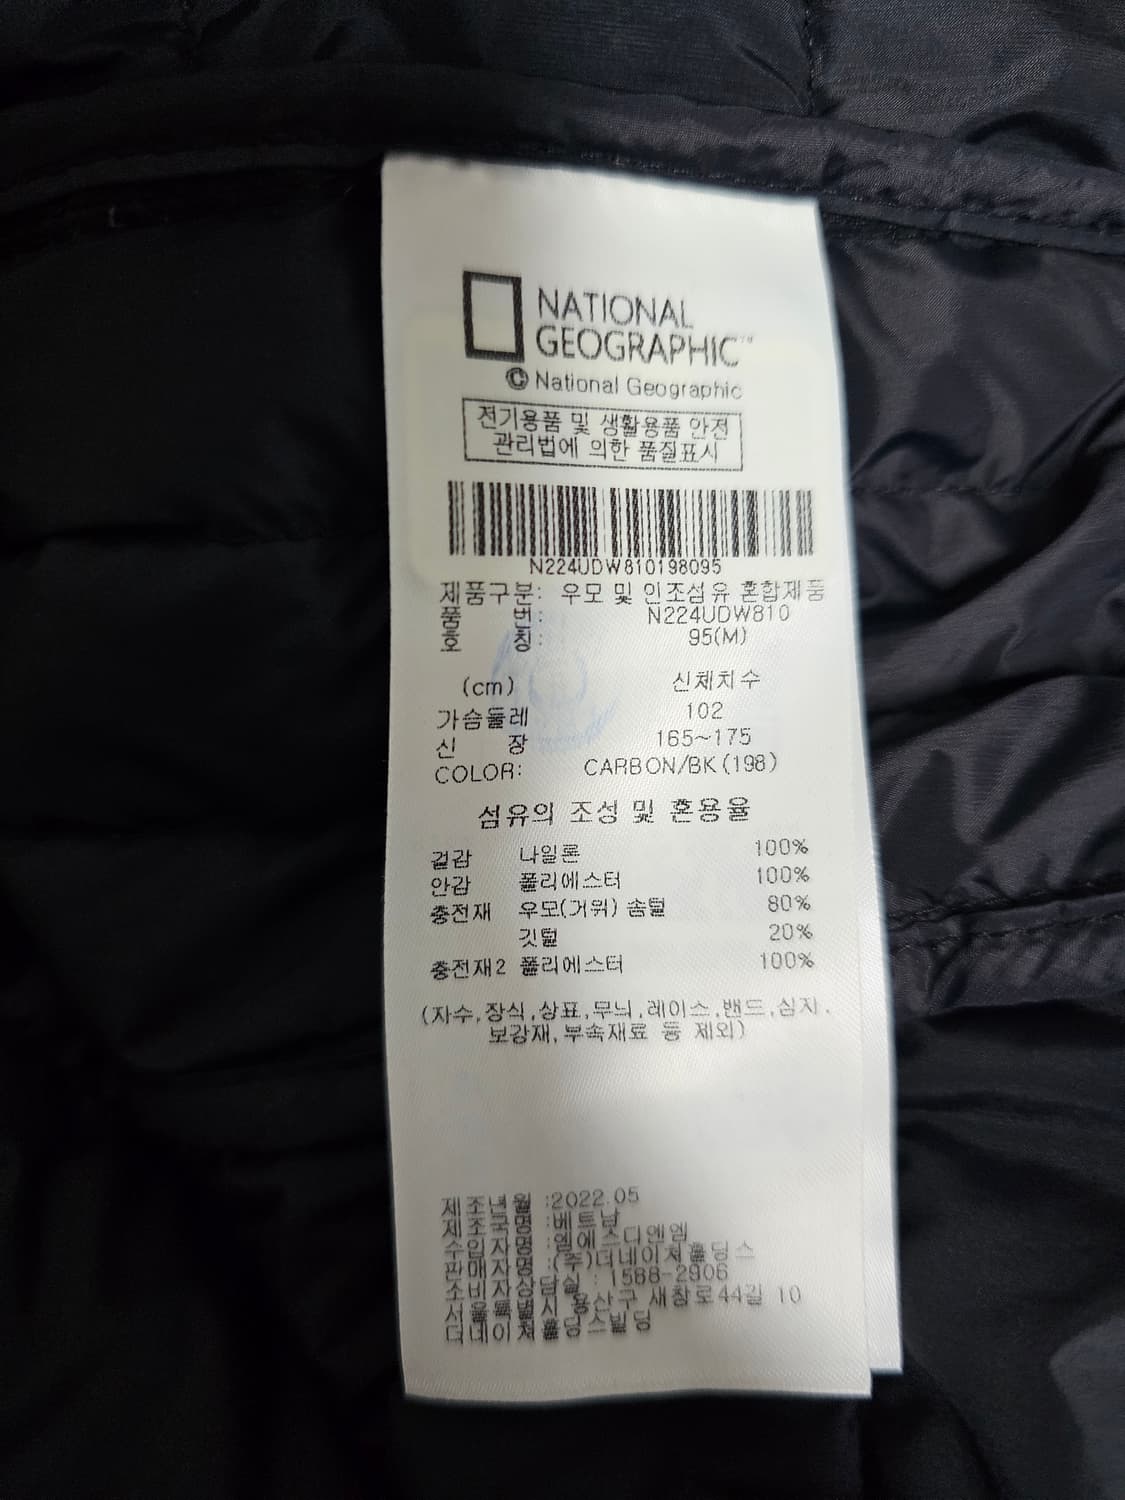 NATIONAL
GEOGRAPHIC™
© National Geographic
전기용품 및 생활용품 안전
관리법에 의한 품질표시
N224UDW810198095
제품구분: 우모 및 인조섬유 혼합제품
품 번: N224UDW810
호 칭: 95(M)
(cm) 신체치수
가슴둘레 102
신 장 165~175
COLOR: CARBON/BK(198)
섬유의 조성 및 혼용율
겉감 나일론 100%
안감 폴리에스터 100%
충전재 우모(거위) 솜털 80%
깃털 20%
충전재2 폴리에스터 100%
(자수,장식,상표,무늬,레이스,밴드,심지,
보강재,부속재료 등 제외)
제조년월 :2022.05
제조국명 :베트남
수입자명 :엠에스디앤엠
판매자명 :(주)더네이쳐홀딩스
소비자상담실 : 1588-2906
서울특별시 용산구 새창로44길 10
더네이쳐홀딩스빌딩